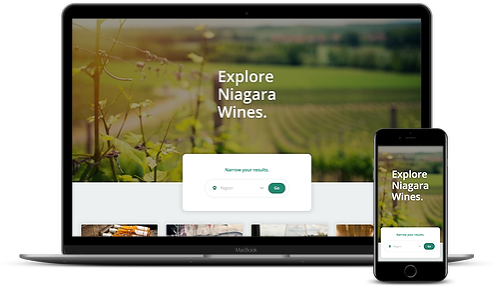 Explore
Niagara
Wines.
Narrow your results.
Region
Go
MacBook
Explore
Niagara
Wines.
Narrow your results.
Region
Go